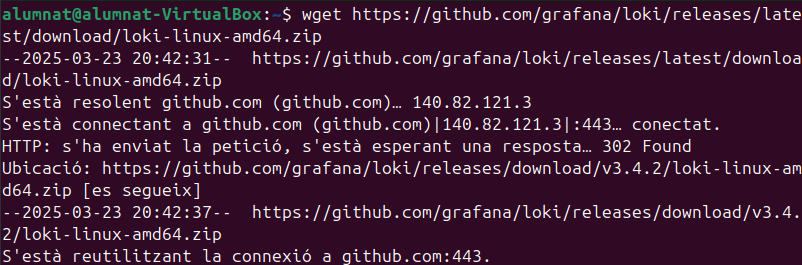 alumnat@alumnat-VirtualBox:~$ wget https://github.com/grafana/loki/releases/late
st/download/loki-linux-amd64.zip
--2025-03-23 20:42:31--  https://github.com/grafana/loki/releases/latest/downloa
d/loki-linux-amd64.zip
S'està resolent github.com (github.com)… 140.82.121.3
S'està connectant a github.com (github.com)|140.82.121.3|:443… conectat.
HTTP: s'ha enviat la petició, s'està esperant una resposta… 302 Found
Ubicació: https://github.com/grafana/loki/releases/download/v3.4.2/loki-linux-am
d64.zip [es segueix]
--2025-03-23 20:42:37--  https://github.com/grafana/loki/releases/download/v3.4.
2/loki-linux-amd64.zip
S'està reutilitzant la connexió a github.com:443.